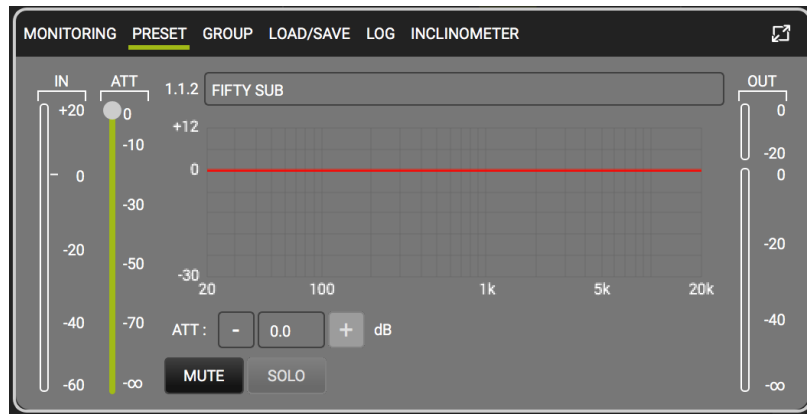 MONITORING PRESET GROUP LOAD/SAVE LOG INCLINOMETER
IN ATT 1.1.2 FIFTY SUB OUT
+20 0 +12 0
-10 -20
0 0 0
-30
-20 -50 -20
-30
20 100 1k 5k 20k
-40 -70 ATT : - 0.0 + dB -40
MUTE SOLO
-60 -∞ -∞